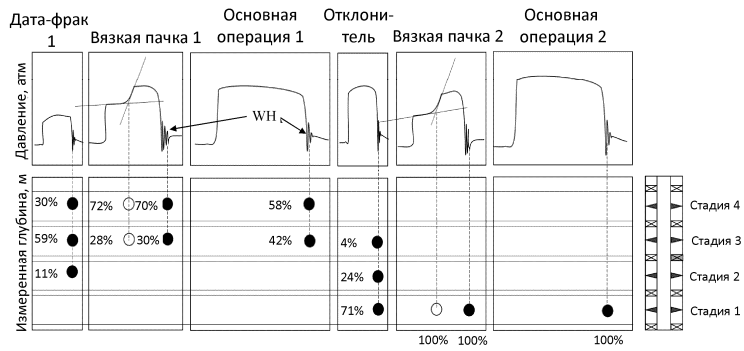 Дата-фрак
1
Вязкая пачка 1
Основная
операция 1
Отклони-
тель
Вязкая пачка 2
Основная
операция 2
Давление, атм
WH
Измеренная глубина, м
30% 72% 70% 58% Стадия 4
59% 28% 30% 42% 4% Стадия 3
11% 24% Стадия 2
71% Стадия 1
100% 100% 100%